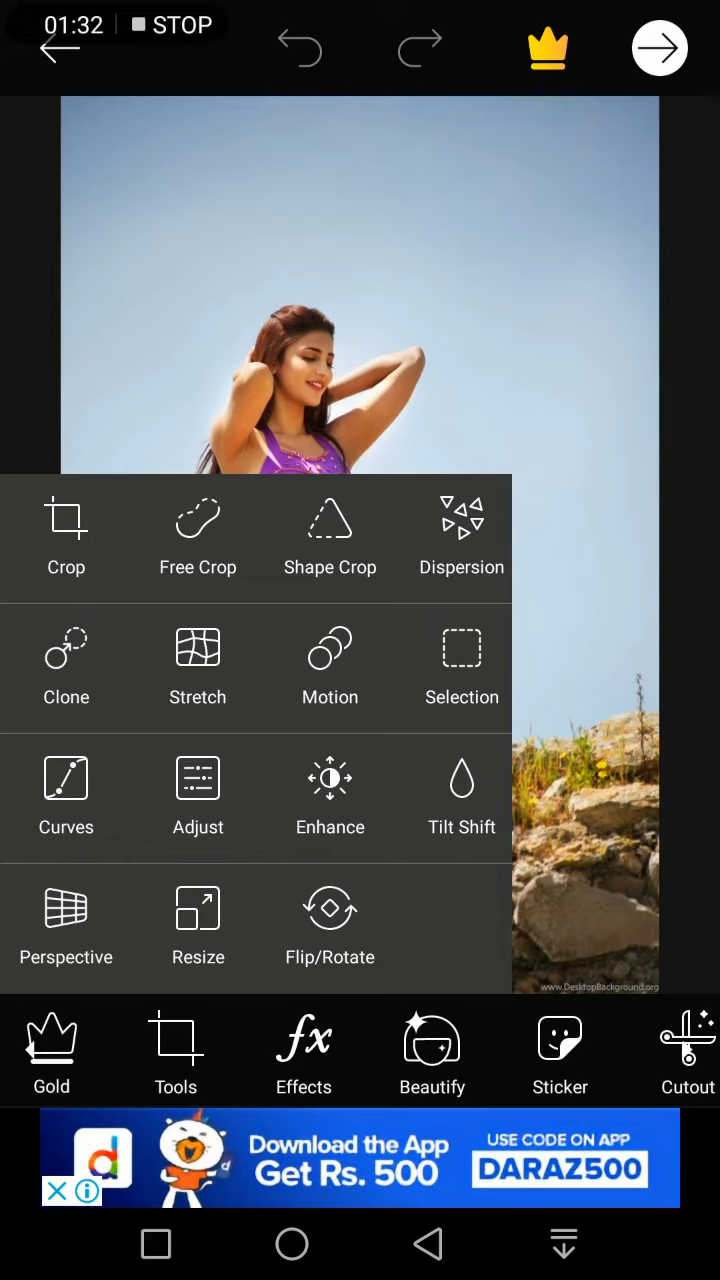 01:32 STOP
Crop Free Crop Shape Crop Dispersion
Clone Stretch Motion Selection
Curves Adjust Enhance Tilt Shift
Perspective Resize Flip/Rotate
www.DesktopBackground.org
Gold Tools Effects Beautify Sticker Cutout
Download the App
Get Rs. 500
USE CODE ON APP
DARAZ500